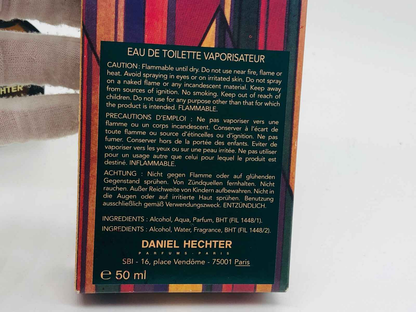 HTER
EAU DE TOILETTE VAPORISATEUR
CAUTION : Flammable until dry. Do not use near fire, flame or
heat. Avoid spraying in eyes or on irritated skin. Do not spray
on a naked flame or any incandescent material. Keep away
from sources of ignition. No smoking. Keep out of reach of
children. Do not use for any purpose other than that for which
the product is intended. FLAMMABLE.
PRECAUTIONS D'EMPLOI : Ne pas vaporiser vers une
flamme ou un corps incandescent. Conserver à l'écart de
toute flamme ou source d'étincelles ou d'ignition. Ne pas
fumer. Conserver hors de la portée des enfants. Eviter de
vaporiser vers les yeux ou sur une peau irritée. Ne pas utiliser
pour un usage autre que celui pour lequel le produit est
destiné. INFLAMMABLE.
ACHTUNG : Nicht gegen Flamme oder auf glühenden
Gegenstand sprühen. Von Zündquellen fernhalten. Nicht
rauchen. Außer Reichweite von Kindern aufbewahren. Nicht in
die Augen oder auf irritierte Haut sprühen. Benutzung
ausschließlich gemäß Verwendungszweck. ENTZÜNDLICH
INGREDIENTS : Alcohol, Aqua, Parfum, BHT (FIL 1448/1).
INGREDIENTS : Alcohol, Water, Fragrance, BHT (FIL 1448/2).
DANIEL HECHTER
PARFUMS - PARIS
SBI - 16, place Vendôme - 75001 Paris
e 50 ml